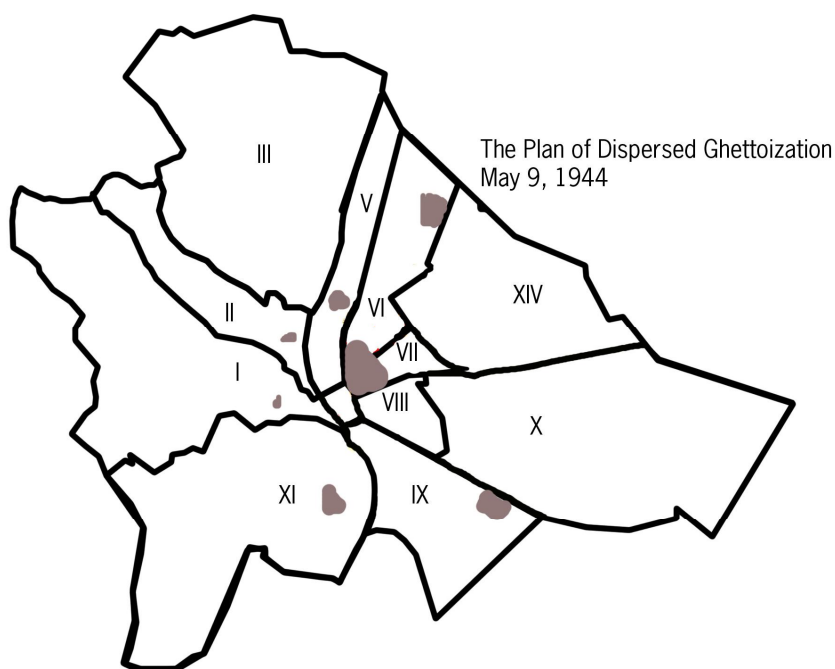 III
The Plan of Dispersed Ghettoization
May 9, 1944
V
XIV
VI
II
VII
I
VIII
X
XI
IX